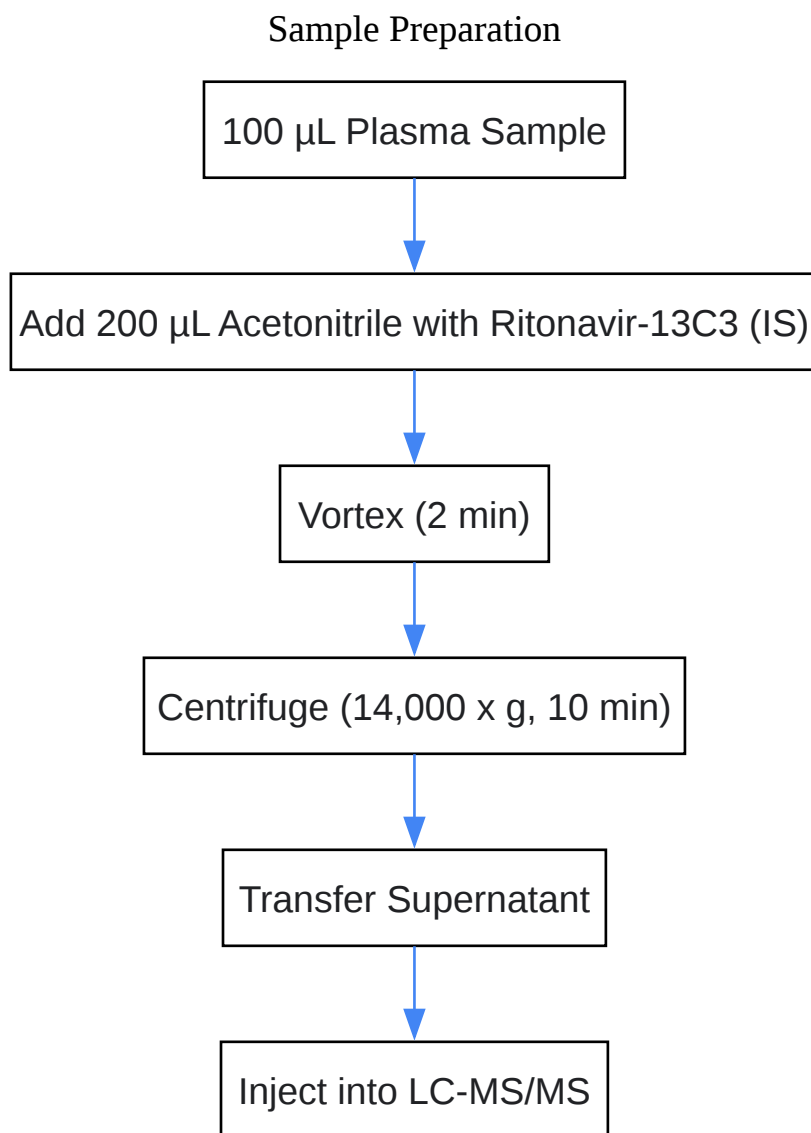 Sample Preparation
100 µL Plasma Sample
Add 200 µL Acetonitrile with Ritonavir-13C3 (IS)
Vortex (2 min)
Centrifuge (14,000 x g, 10 min)
Transfer Supernatant
Inject into LC-MS/MS